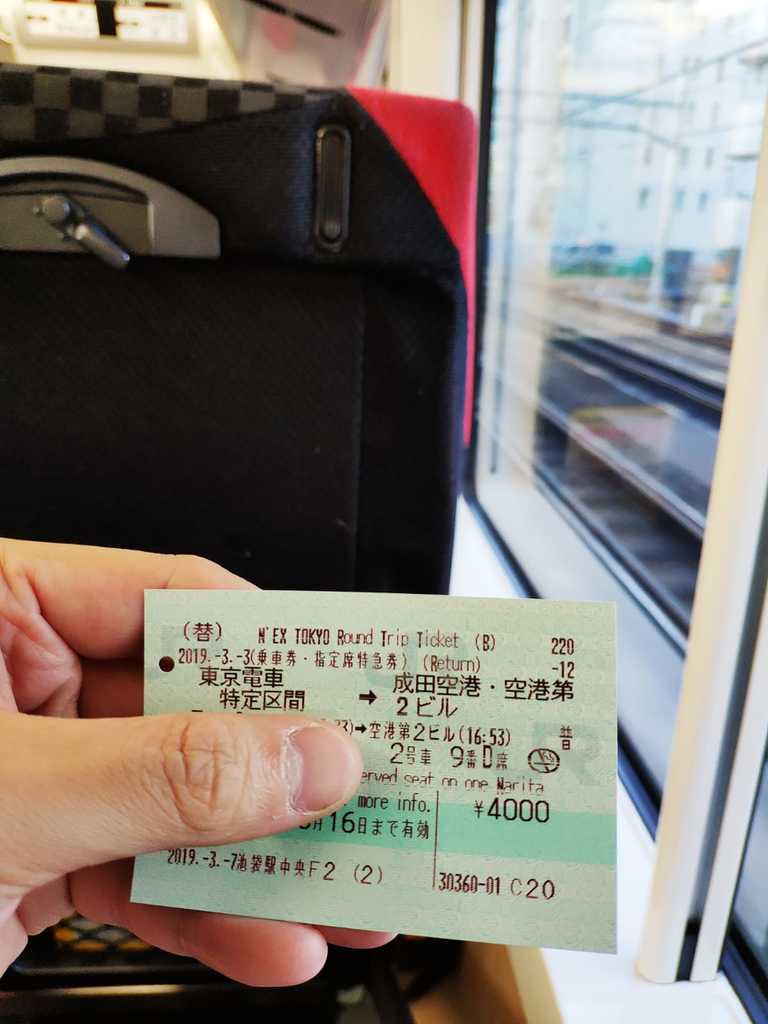 (替) N'EX TOKYO Round Trip Ticket (B) 220
2019.-3.-3(乗車券・指定席特急券) (Return) -12
東京電車 特定区間 → 成田空港・空港第2ビル
→空港第2ビル(16:53) 普
2号車 9番D席
seat on one Narita
more info. ¥4000
月16日まで有効
2019.-3.-7池袋駅中央F2 (2) 30360-01 C20